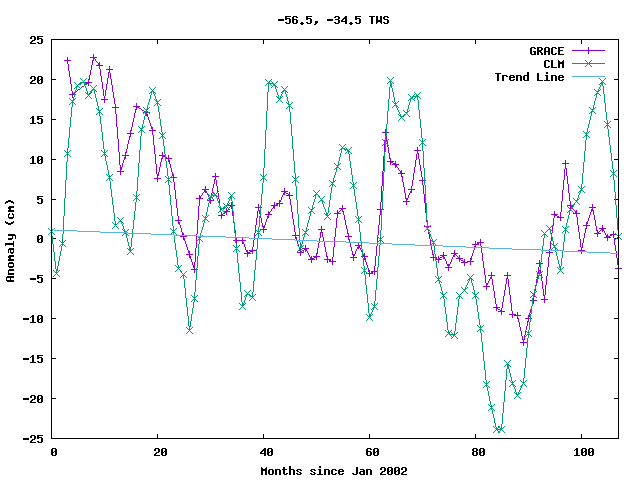 -56.5, -34.5 TWS
GRACE
CLM
Trend Line
25
20
15
10
5
0
-5
-10
-15
-20
-25
Anomaly (cm)
0 20 40 60 80 100
Months since Jan 2002